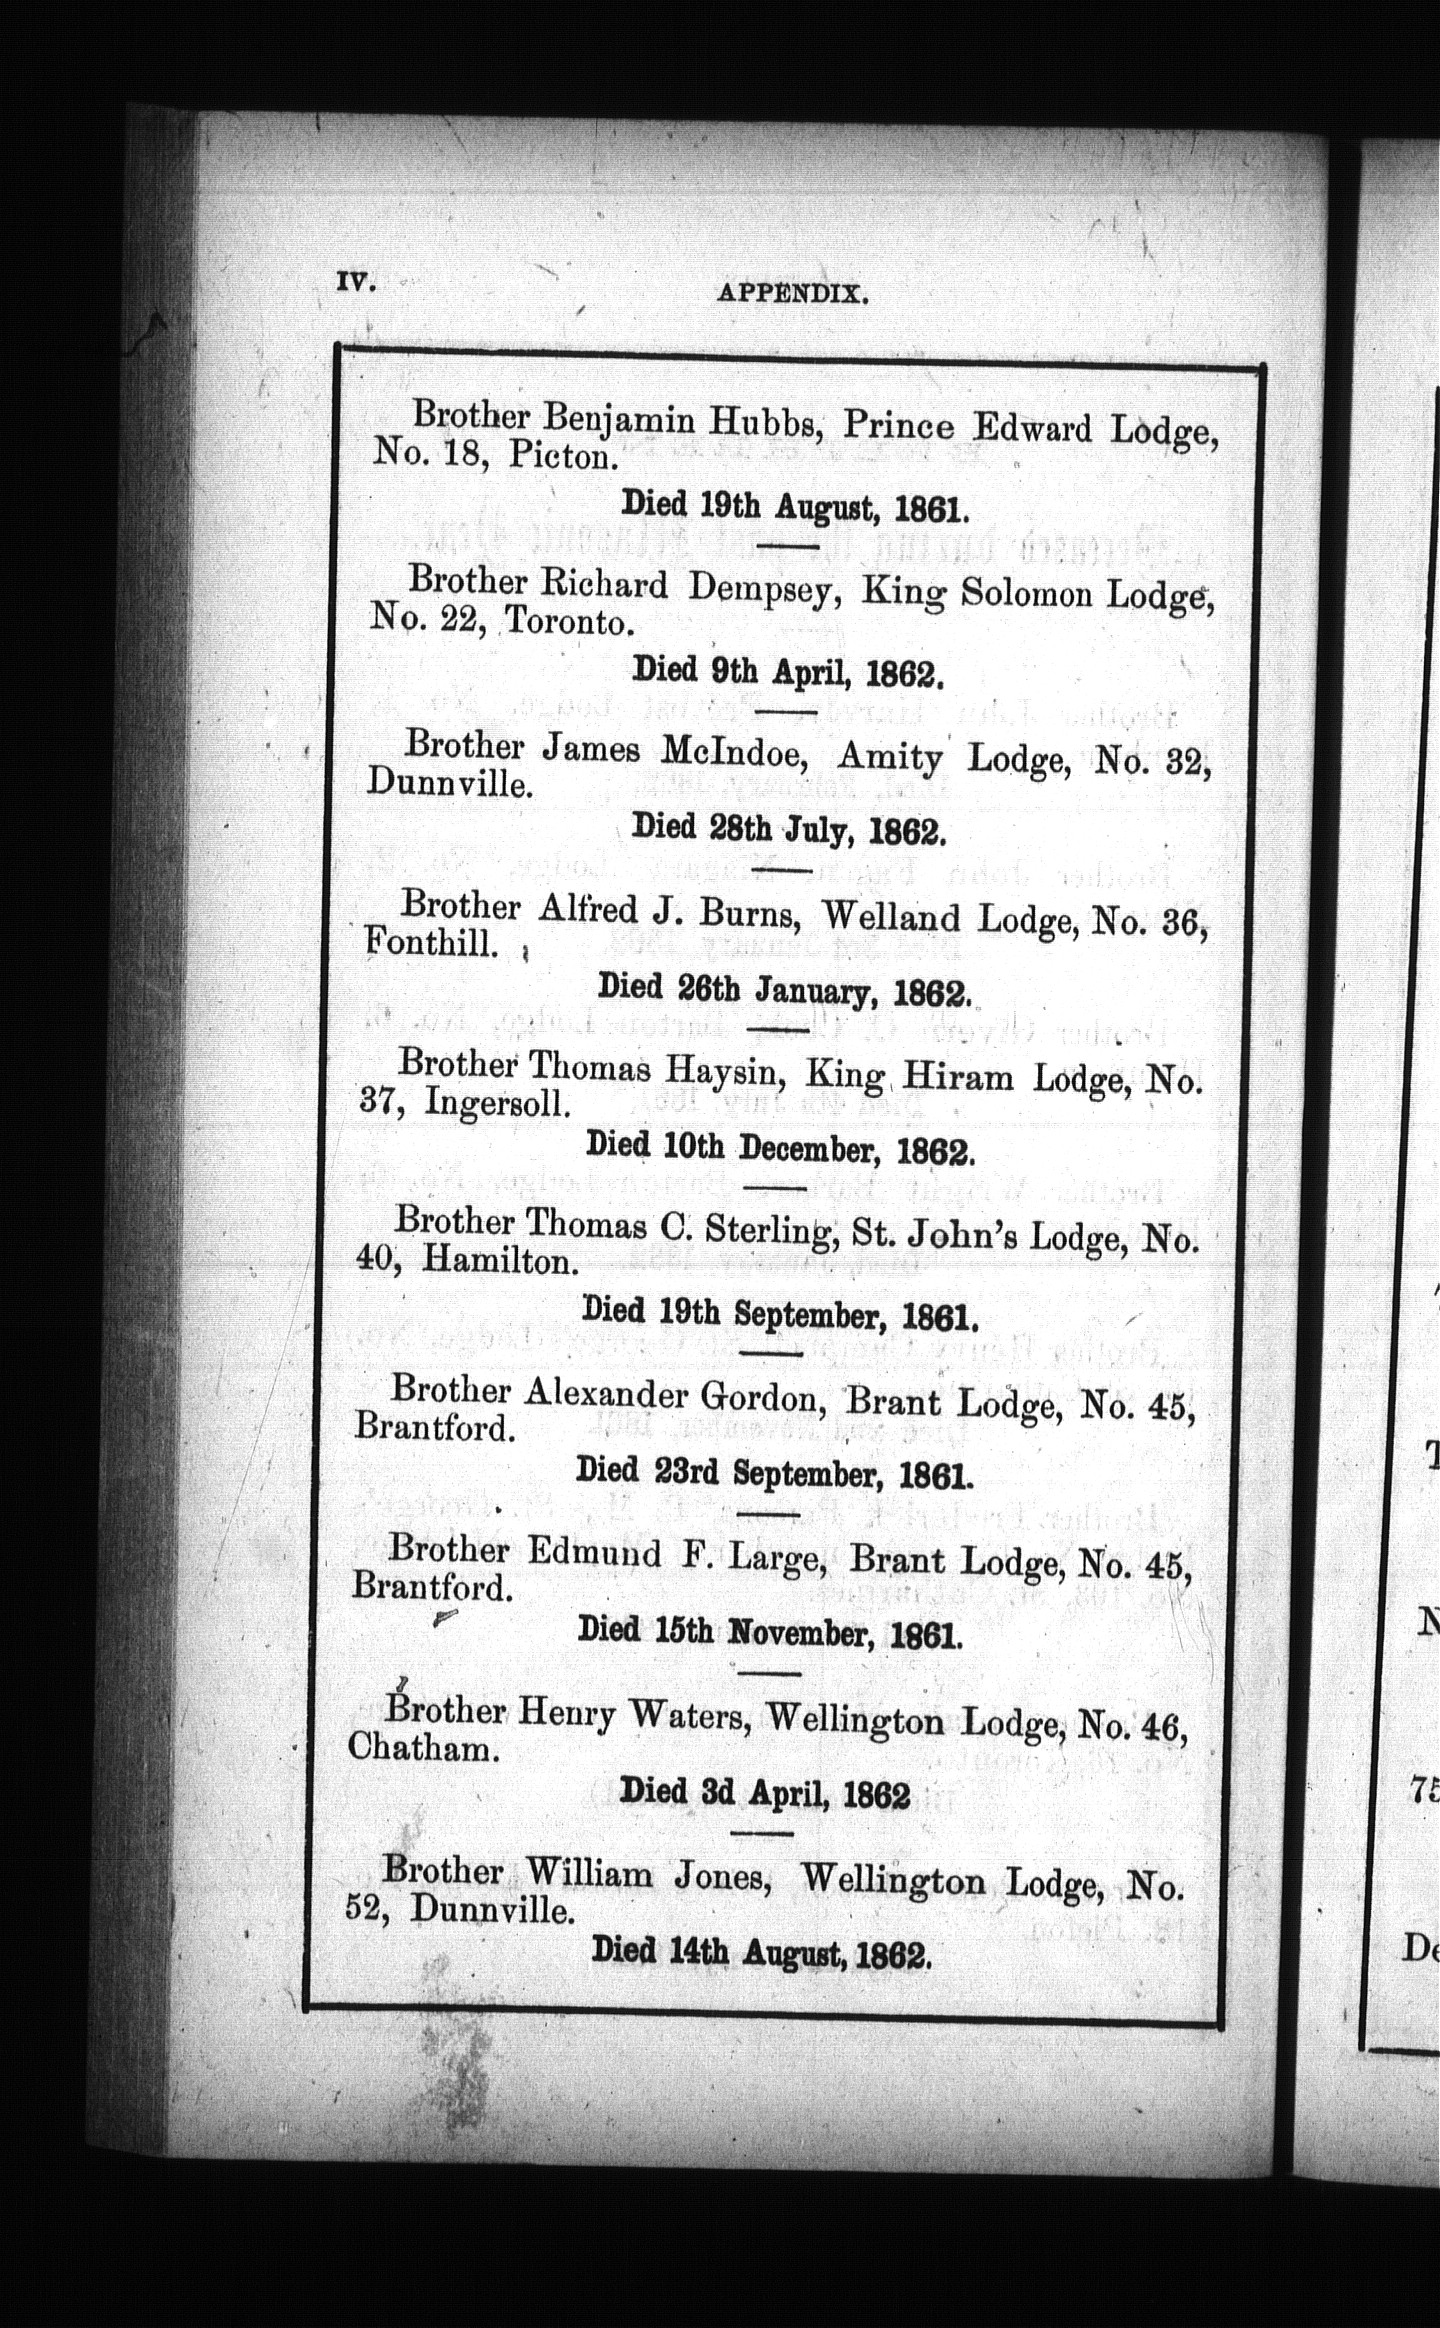 IV.
APPENDIX.
Brother Benjamin Hubbs, Prince Edward Lodge,
No. 18, Picton.
Died 19th August, 1861.
Brother Richard Dempsey, King Solomon Lodge,
No. 22, Toronto.
Died 9th April, 1862.
Brother James McIndoe, Amity Lodge, No. 32,
Dunnville.
Died 28th July, 1862.
Brother Alfred J. Burns, Welland Lodge, No. 36,
Fonthill.
Died 26th January, 1862.
Brother Thomas Haysin, King Hiram Lodge, No.
37, Ingersoll.
Died 10th December, 1862.
Brother Thomas C. Sterling, St. John's Lodge, No.
40, Hamilton.
Died 19th September, 1861.
Brother Alexander Gordon, Brant Lodge, No. 45,
Brantford.
Died 23rd September, 1861.
Brother Edmund F. Large, Brant Lodge, No. 45,
Brantford.
Died 15th November, 1861.
Brother Henry Waters, Wellington Lodge, No. 46,
Chatham.
Died 3d April, 1862
Brother William Jones, Wellington Lodge, No.
52, Dunnville.
Died 14th August, 1862.